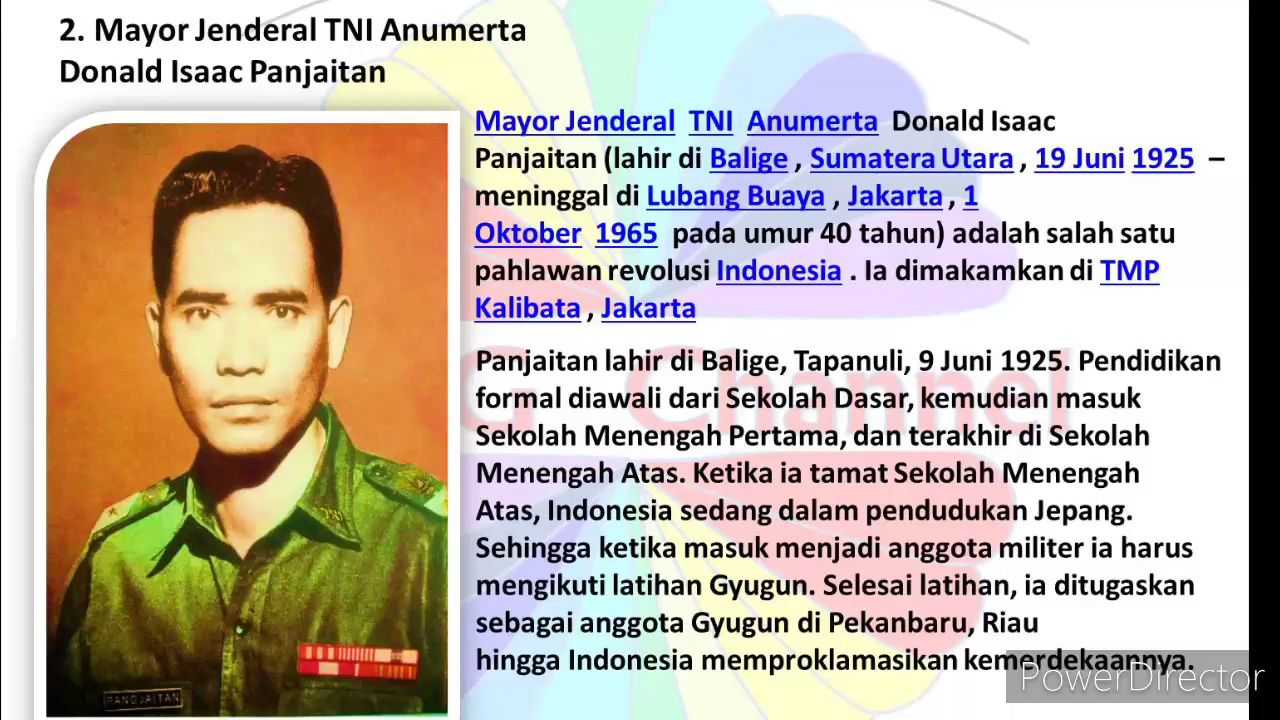 2. Mayor Jenderal TNI Anumerta
Donald Isaac Panjaitan
Mayor Jenderal TNI Anumerta Donald Isaac
Panjaitan (lahir di Balige , Sumatera Utara , 19 Juni 1925 –
meninggal di Lubang Buaya , Jakarta , 1
Oktober 1965 pada umur 40 tahun) adalah salah satu
pahlawan revolusi Indonesia . Ia dimakamkan di TMP
Kalibata , Jakarta
Panjaitan lahir di Balige, Tapanuli, 9 Juni 1925. Pendidikan
formal diawali dari Sekolah Dasar, kemudian masuk
Sekolah Menengah Pertama, dan terakhir di Sekolah
Menengah Atas. Ketika ia tamat Sekolah Menengah
Atas, Indonesia sedang dalam pendudukan Jepang.
Sehingga ketika masuk menjadi anggota militer ia harus
mengikuti latihan Gyugun. Selesai latihan, ia ditugaskan
sebagai anggota Gyugun di Pekanbaru, Riau
hingga Indonesia memproklamasikan kemerdekaannya.
PANDJAITAN
G Channel
PowerDirector